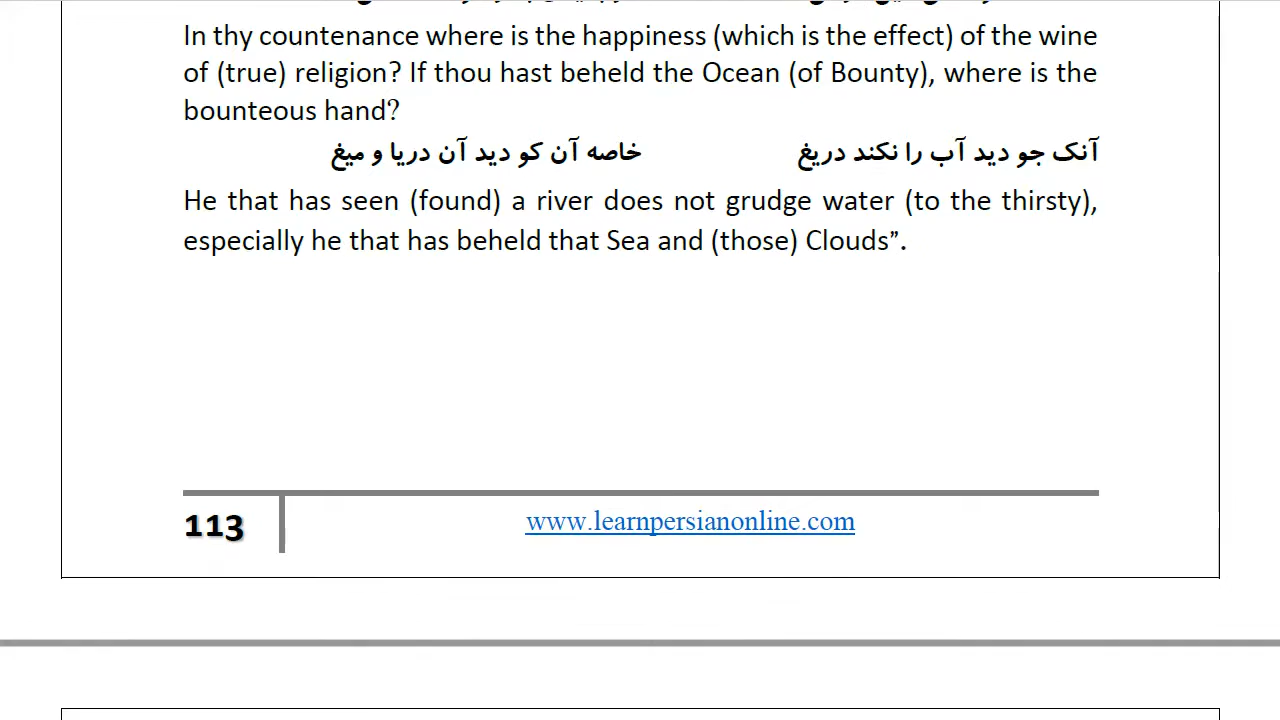 In thy countenance where is the happiness (which is the effect) of the wine
of (true) religion? If thou hast beheld the Ocean (of Bounty), where is the
bounteous hand?
آنک جو دید آب را نکند دریغ خاصه آن کو دید آن دریا و میغ
He that has seen (found) a river does not grudge water (to the thirsty),
especially he that has beheld that Sea and (those) Clouds”.
113 www.learnpersianonline.com